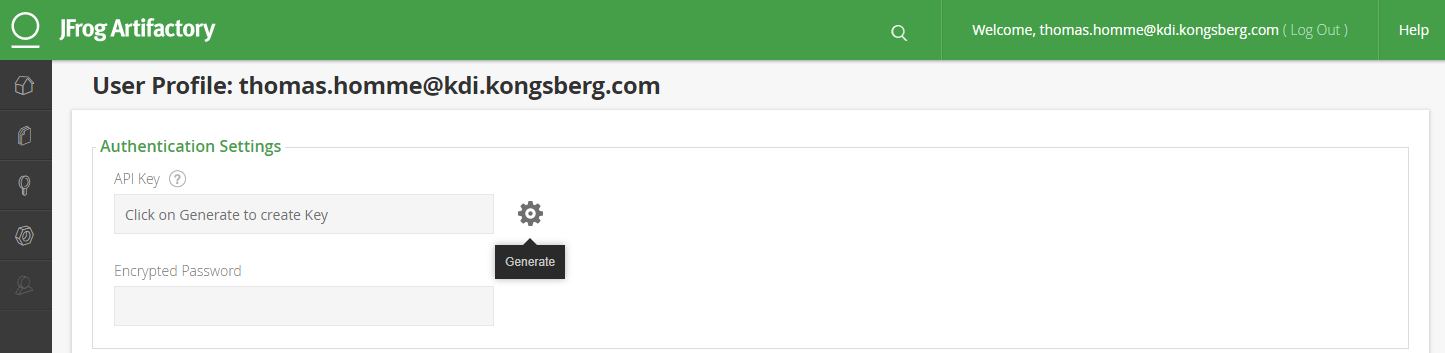 JFrog Artifactory
Welcome, thomas.homme@kdi.kongsberg.com ( Log Out )
Help
User Profile: thomas.homme@kdi.kongsberg.com
Authentication Settings
API Key ?
Click on Generate to create Key
Generate
Encrypted Password